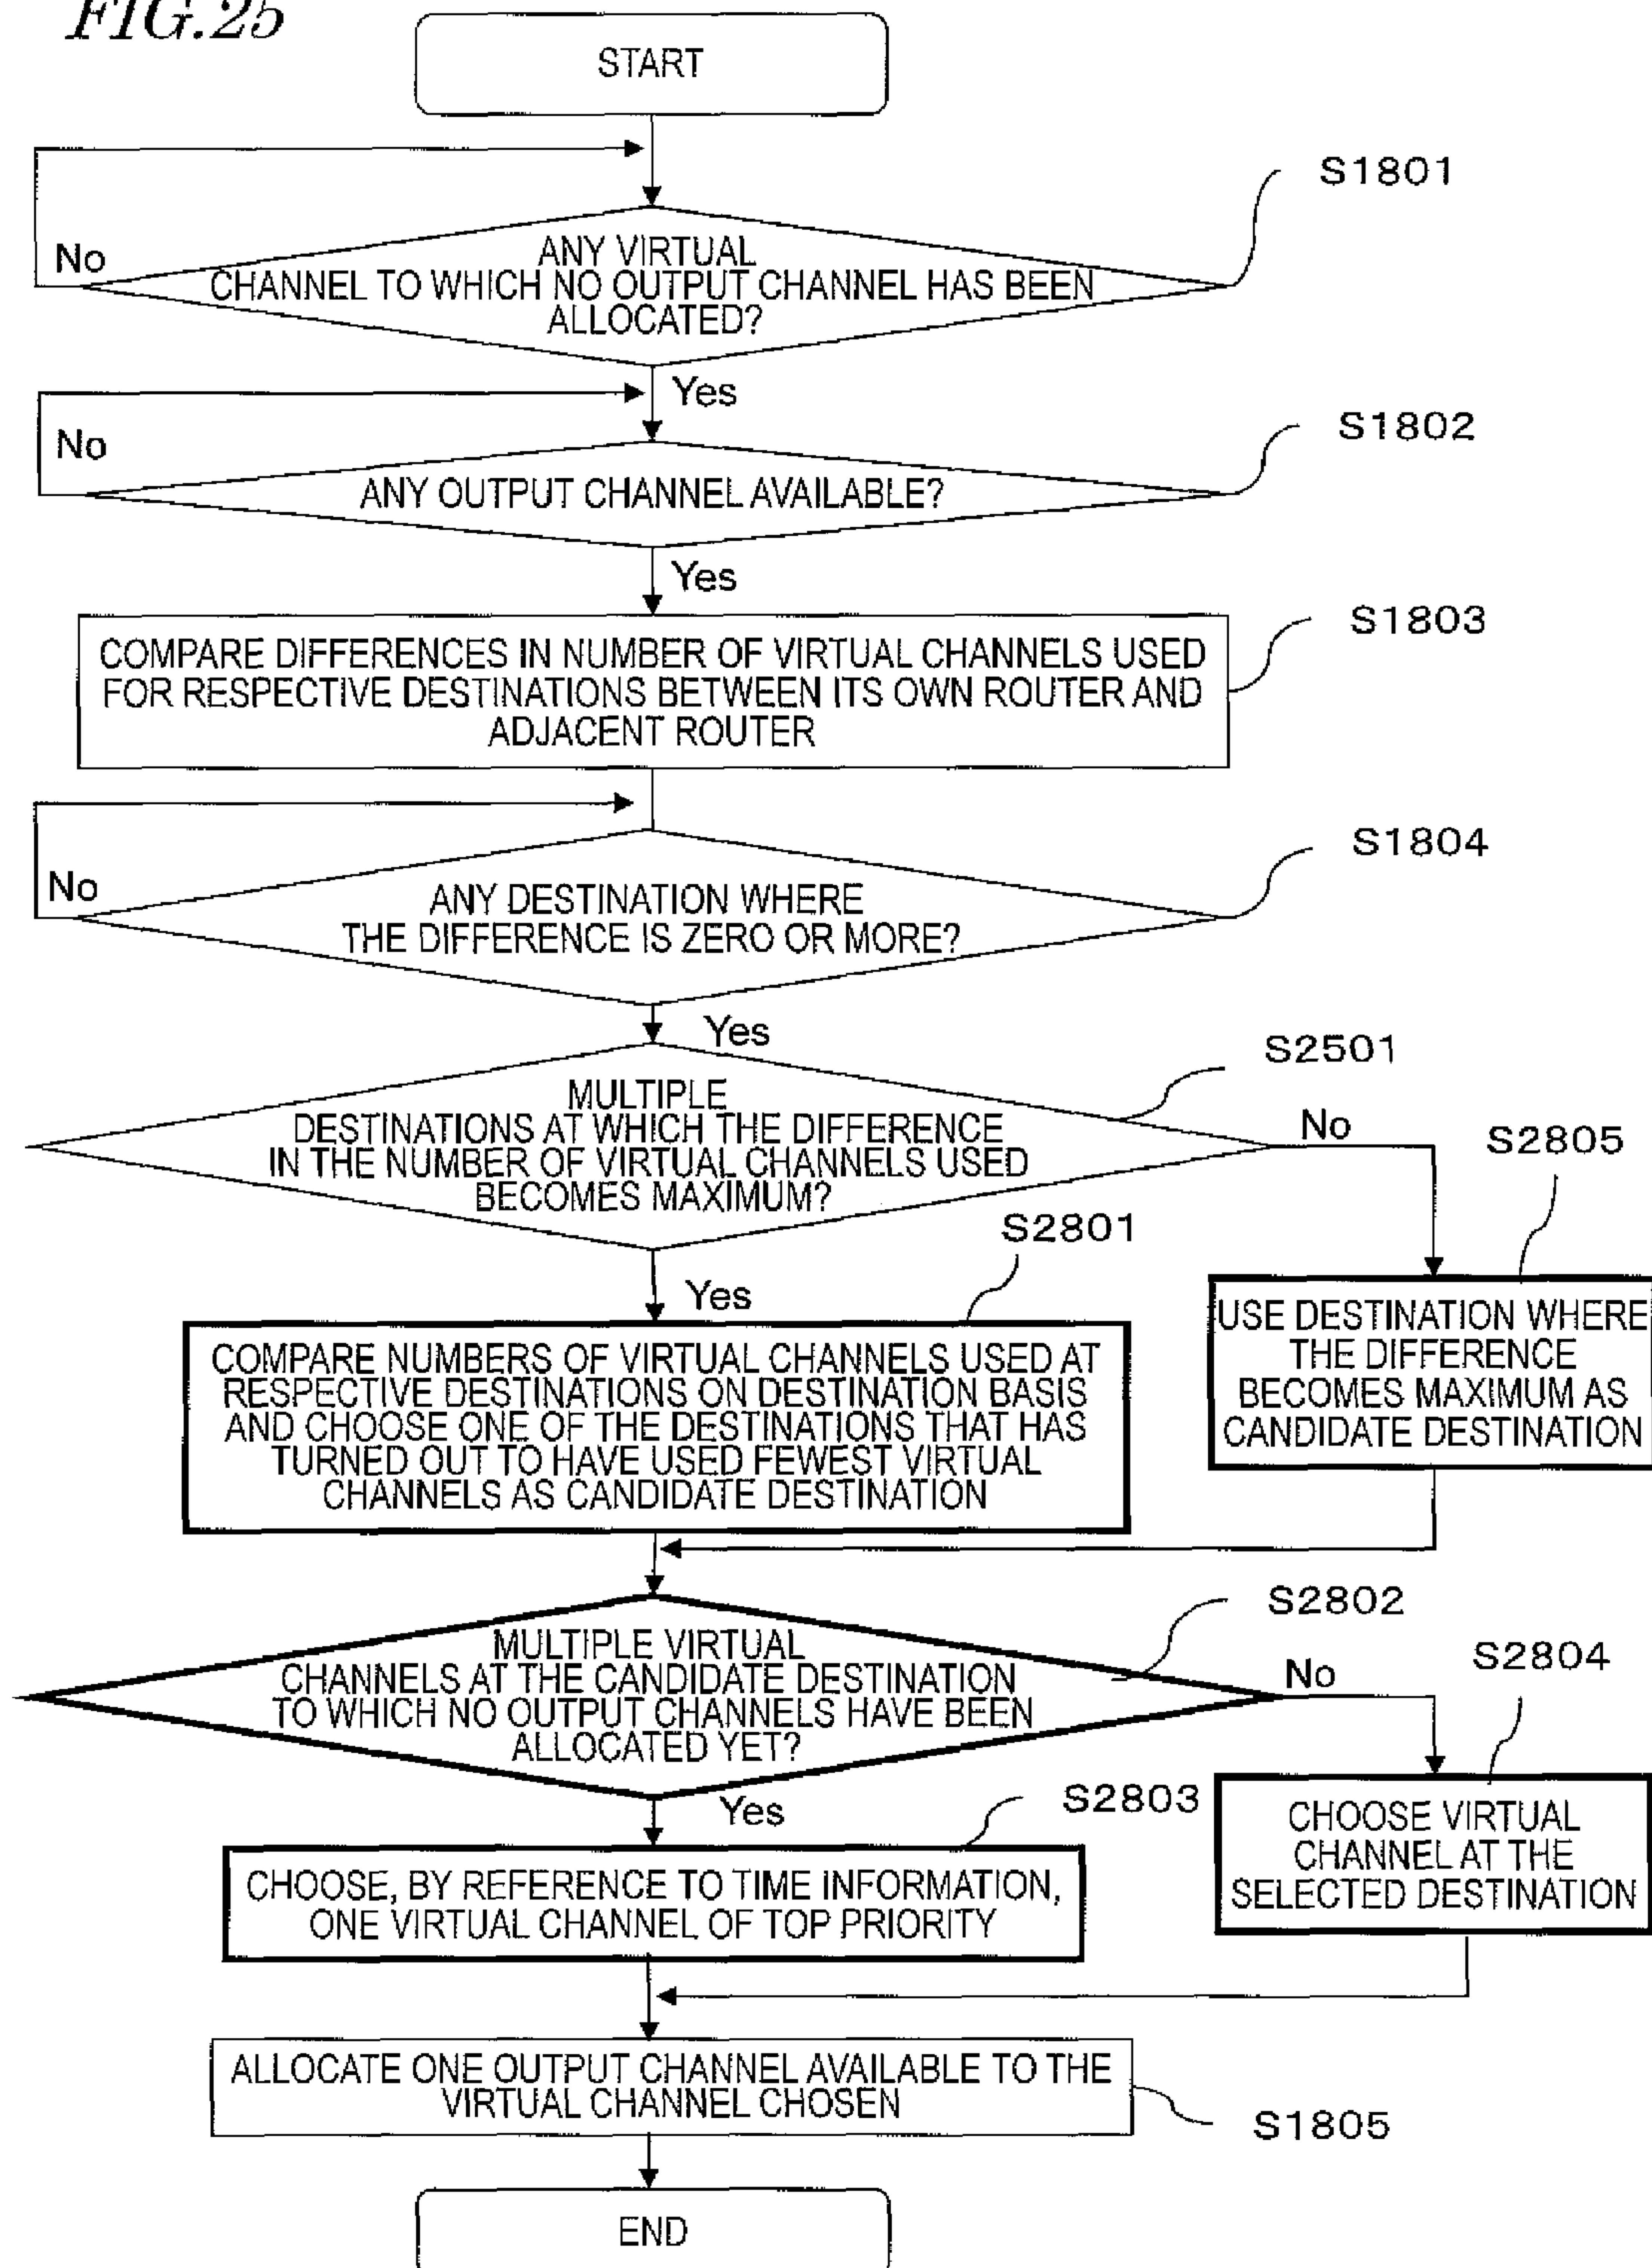 FIG.25
START
S1801
ANY VIRTUAL
CHANNEL TO WHICH NO OUTPUT CHANNEL HAS BEEN
ALLOCATED?
No
Yes
S1802
No
ANY OUTPUT CHANNEL AVAILABLE?
Yes
S1803
COMPARE DIFFERENCES IN NUMBER OF VIRTUAL CHANNELS USED
FOR RESPECTIVE DESTINATIONS BETWEEN ITS OWN ROUTER AND
ADJACENT ROUTER
S1804
No
ANY DESTINATION WHERE
THE DIFFERENCE IS ZERO OR MORE?
Yes
S2501
MULTIPLE
DESTINATIONS AT WHICH THE DIFFERENCE
IN THE NUMBER OF VIRTUAL CHANNELS USED
BECOMES MAXIMUM?
No
S2805
S2801
Yes
USE DESTINATION WHERE
THE DIFFERENCE
BECOMES MAXIMUM AS
CANDIDATE DESTINATION
COMPARE NUMBERS OF VIRTUAL CHANNELS USED AT
RESPECTIVE DESTINATIONS ON DESTINATION BASIS
AND CHOOSE ONE OF THE DESTINATIONS THAT HAS
TURNED OUT TO HAVE USED FEWEST VIRTUAL
CHANNELS AS CANDIDATE DESTINATION
S2802
MULTIPLE VIRTUAL
CHANNELS AT THE CANDIDATE DESTINATION
TO WHICH NO OUTPUT CHANNELS HAVE BEEN
ALLOCATED YET?
No
S2804
Yes
S2803
CHOOSE VIRTUAL
CHANNEL AT THE
SELECTED DESTINATION
CHOOSE, BY REFERENCE TO TIME INFORMATION,
ONE VIRTUAL CHANNEL OF TOP PRIORITY
ALLOCATE ONE OUTPUT CHANNEL AVAILABLE TO THE
VIRTUAL CHANNEL CHOSEN
S1805
END